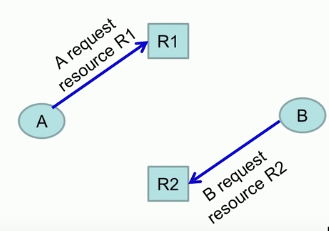 A request
resource R1
R1
A
B
R2
B request
resource R2